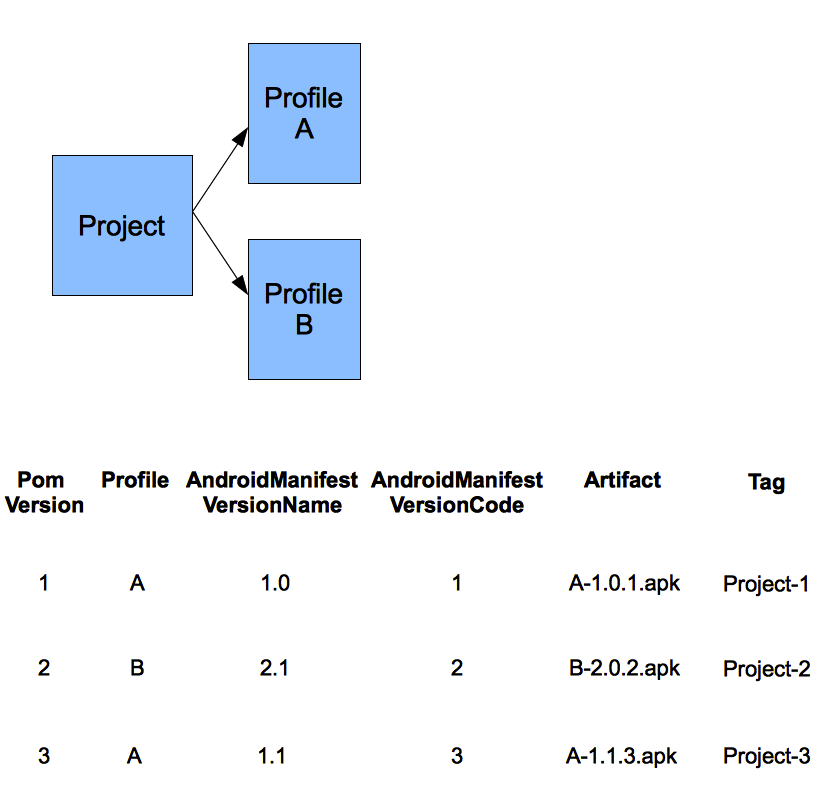 Profile
A
Project
Profile
B
Pom Profile AndroidManifest AndroidManifest Artifact Tag
Version VersionName VersionCode
1 A 1.0 1 A-1.0.1.apk Project-1
2 B 2.1 2 B-2.0.2.apk Project-2
3 A 1.1 3 A-1.1.3.apk Project-3